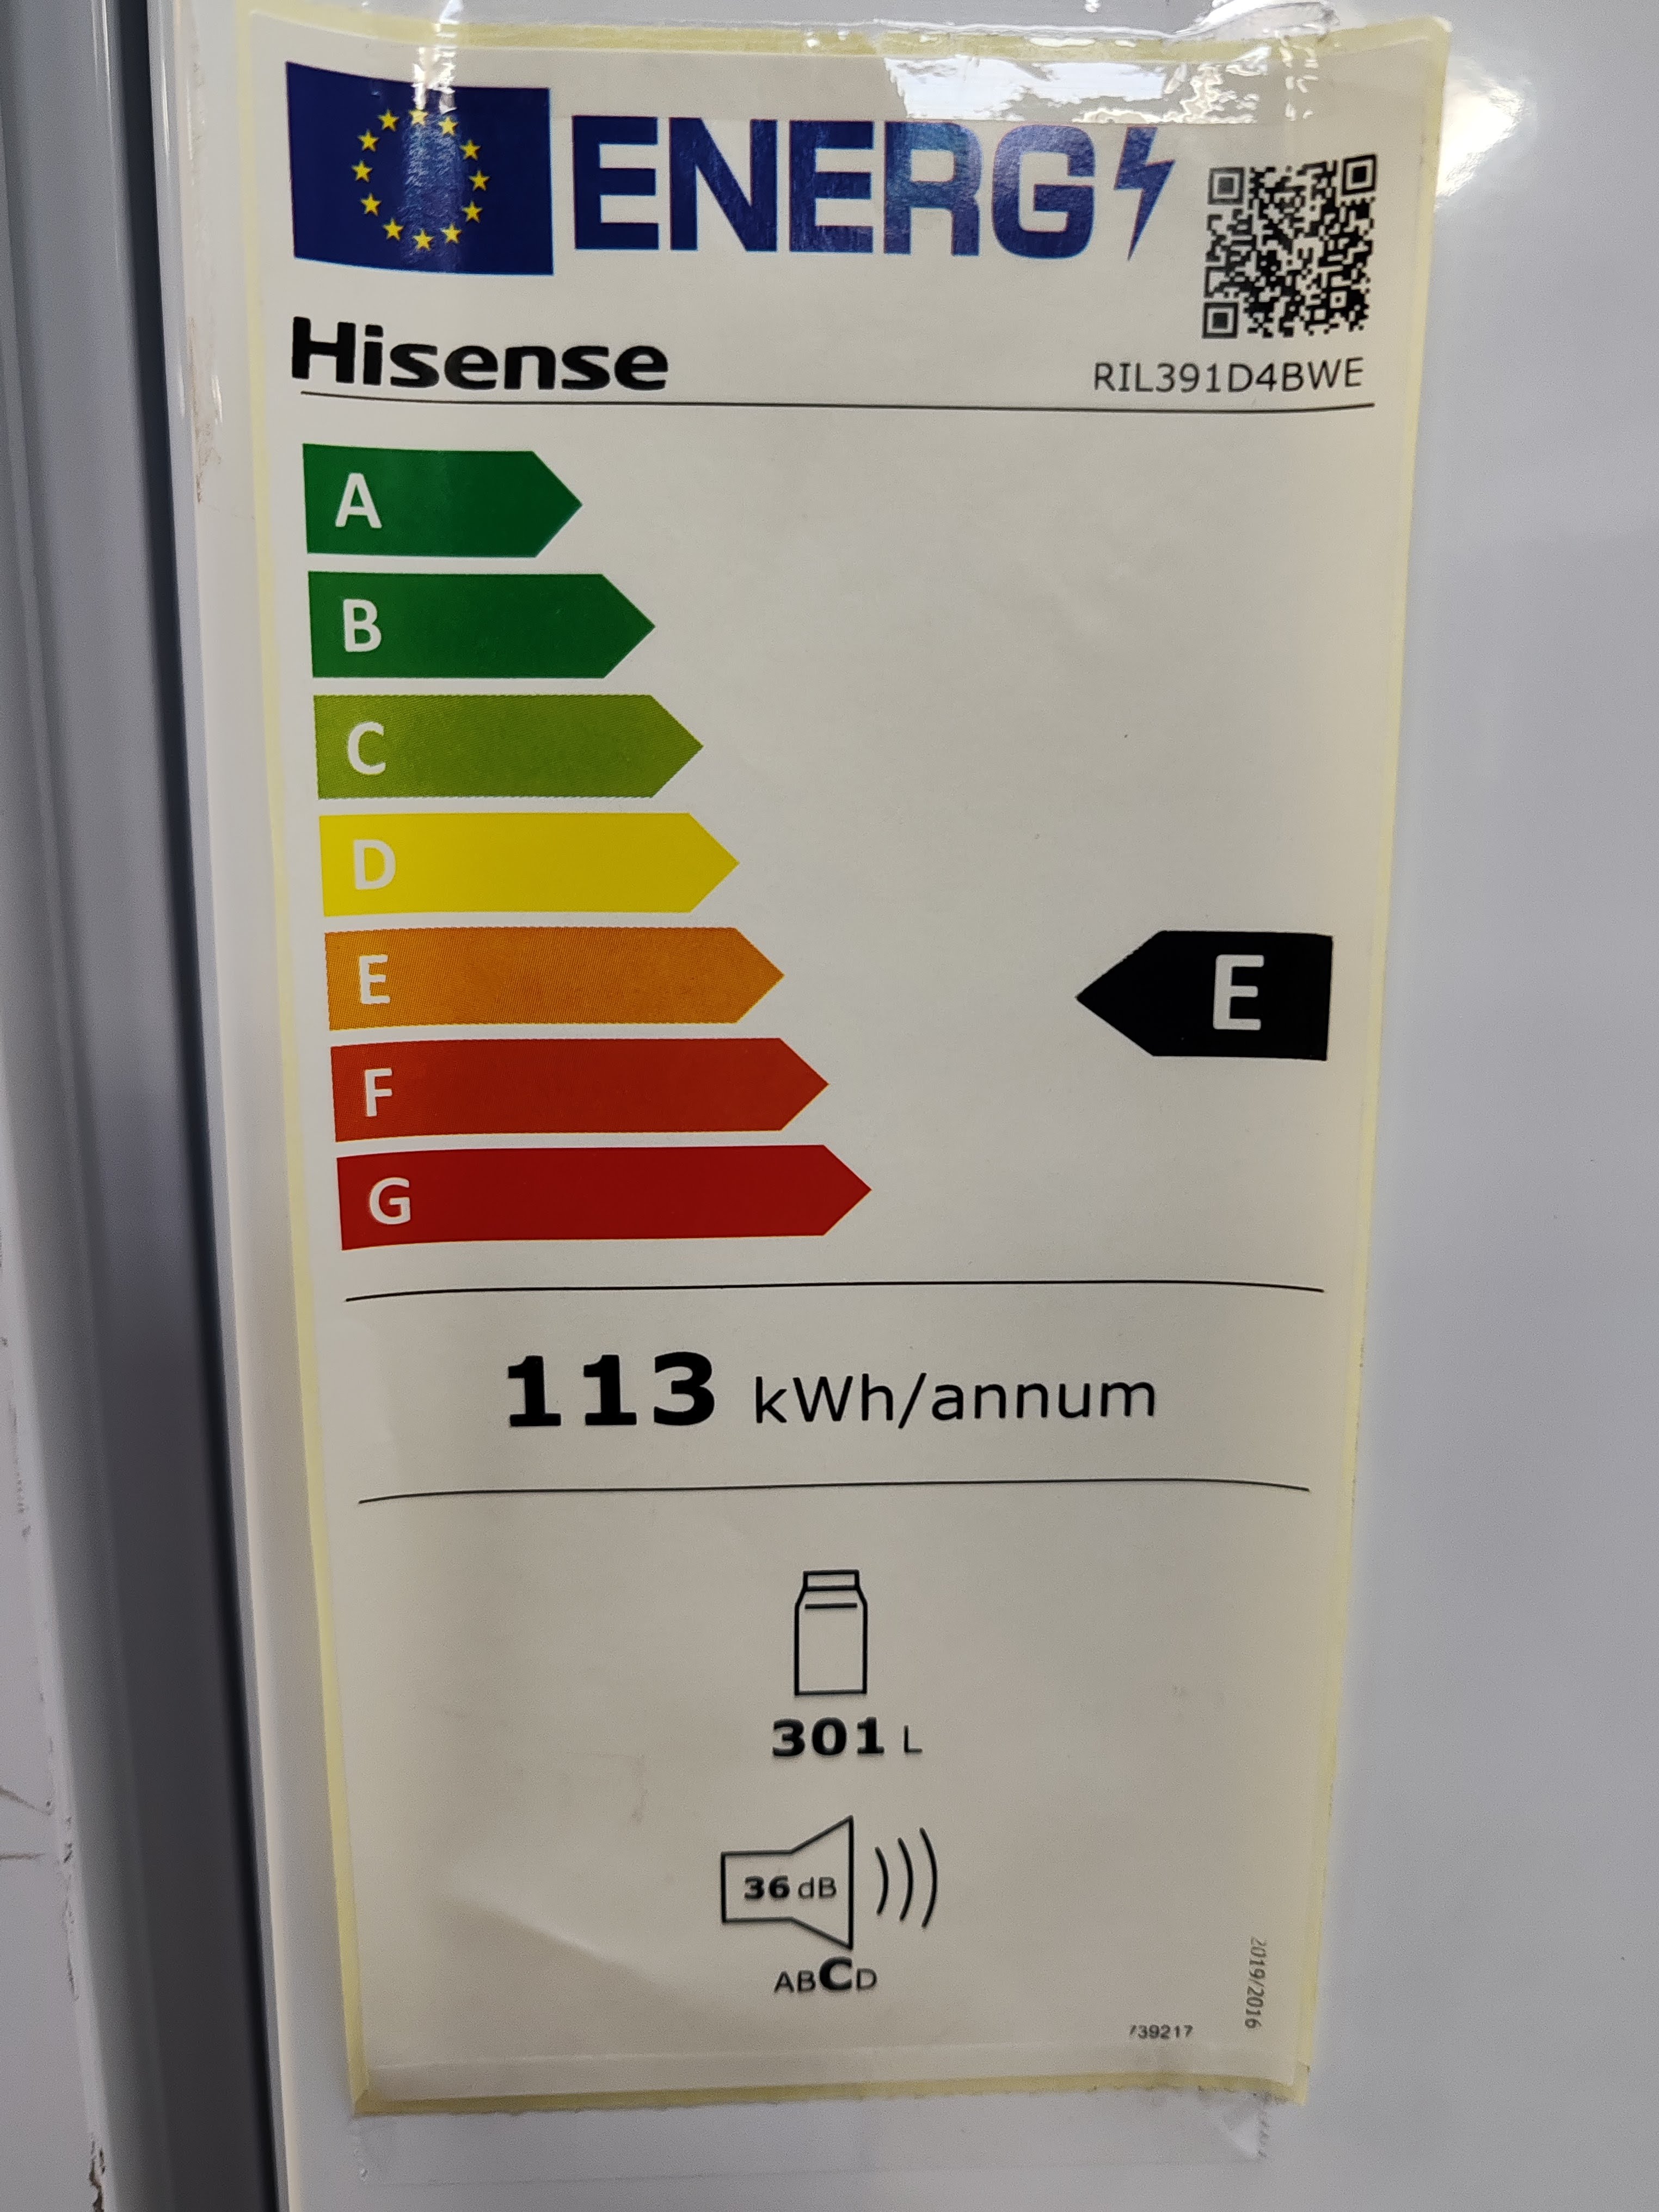 ENERG
Hisense
RIL391D4BWE
A
B
C
D
E
E
F
G
113 kWh/annum
301 L
36 dB
ABCD
2019/2016
739217